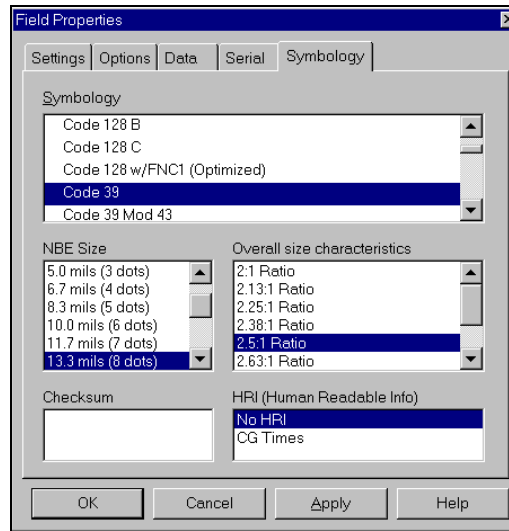 Field Properties
Settings Options Data Serial Symbology
Symbology
Code 128 B
Code 128 C
Code 128 w/FNC1 (Optimized)
Code 39
Code 39 Mod 43
NBE Size
5.0 mils (3 dots)
6.7 mils (4 dots)
8.3 mils (5 dots)
10.0 mils (6 dots)
11.7 mils (7 dots)
13.3 mils (8 dots)
Overall size characteristics
2:1 Ratio
2.13:1 Ratio
2.25:1 Ratio
2.38:1 Ratio
2.5:1 Ratio
2.63:1 Ratio
Checksum
HRI (Human Readable Info)
No HRI
CG Times
OK Cancel Apply Help